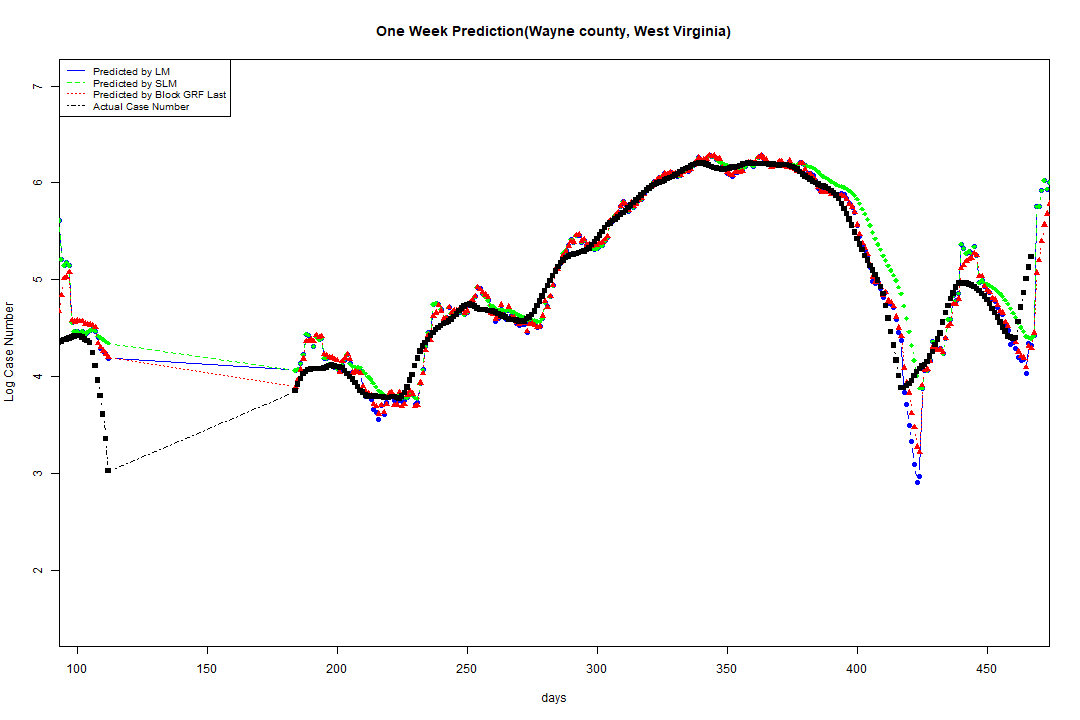 One Week Prediction(Wayne county, West Virginia)
Predicted by LM
Predicted by SLM
Predicted by Block GRF Last
Actual Case Number
Log Case Number
7
6
5
4
3
2
100 150 200 250 300 350 400 450
days